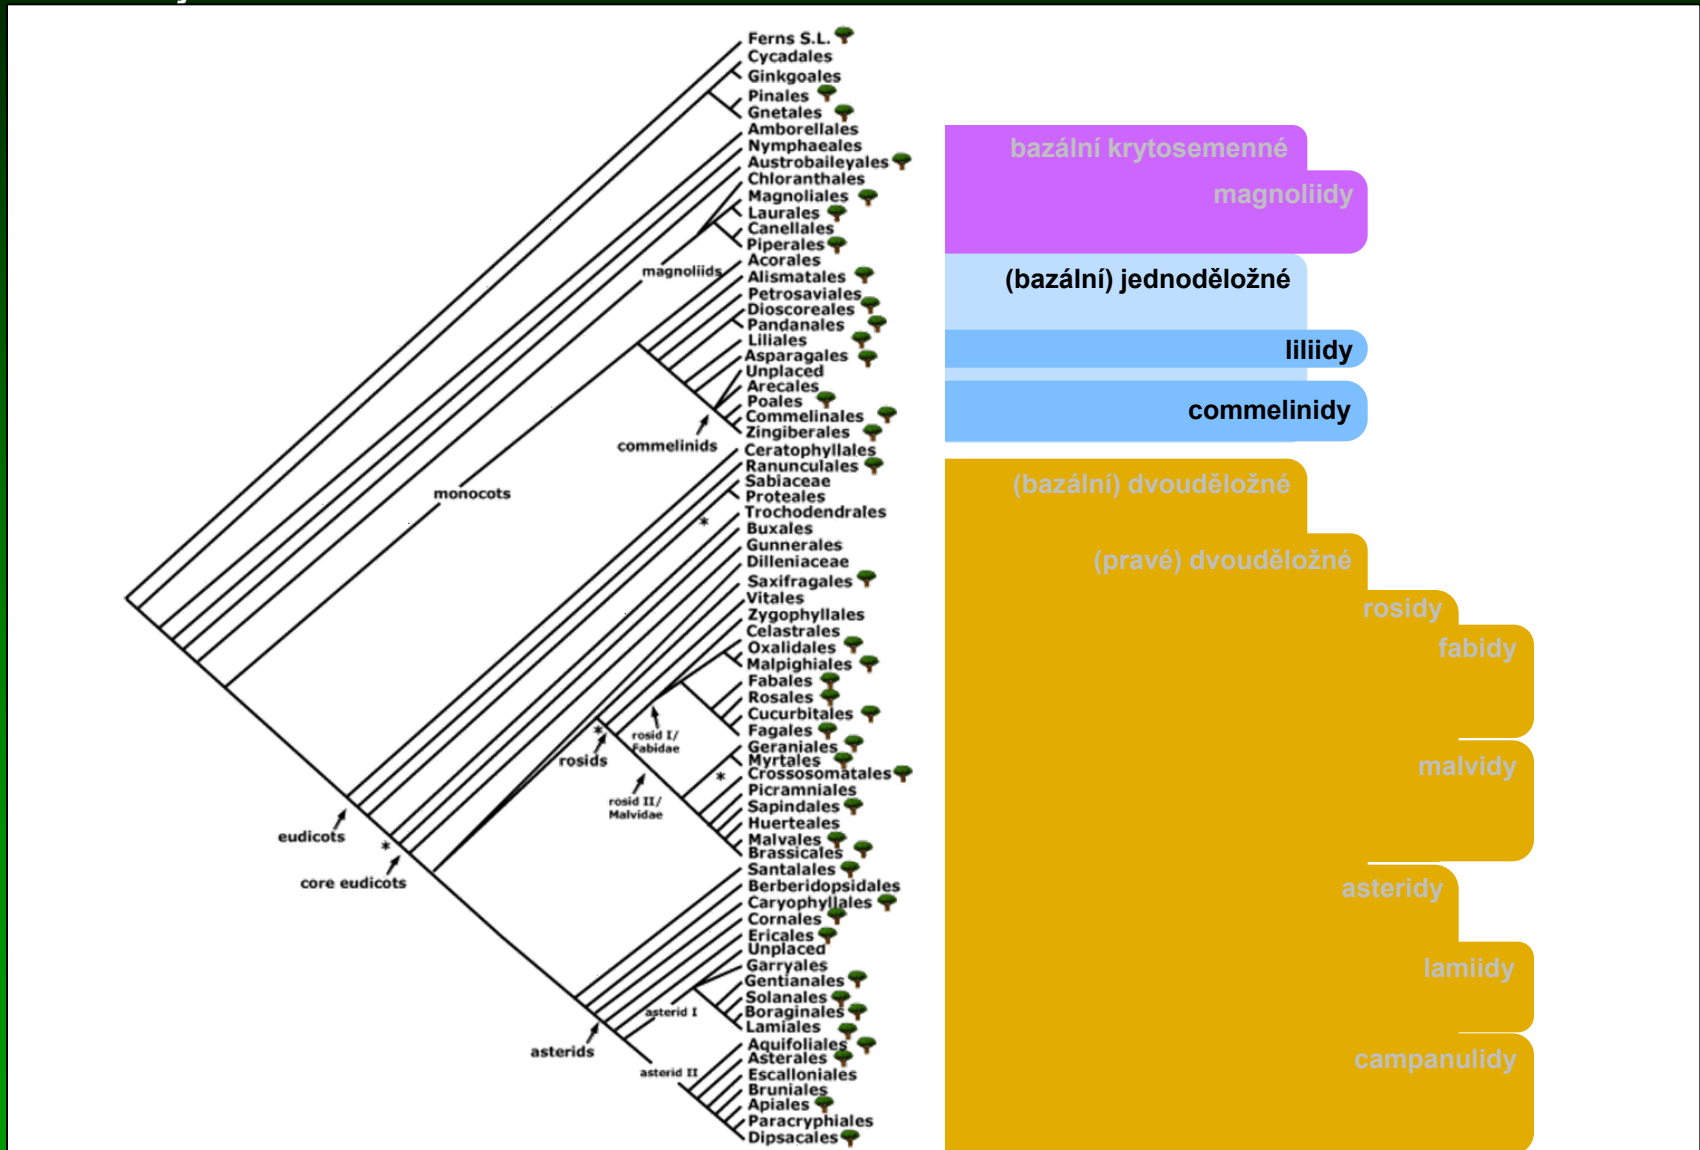 Ferns S.L.
Cycadales
Ginkgoales
Pinales
Gnetales
Amborellales
Nymphaeales
Austrobaileyales
Chloranthales
Magnoliales
Laurales
Canellales
Piperales
Acorales
Alismatales
Petrosaviales
Dioscoreales
Pandanales
Liliales
Asparagales
Unplaced
Arecales
Poales
Commelinales
Zingiberales
Ceratophyllales
Ranunculales
Sabiaceae
Proteales
Trochodendrales
Buxales
Gunnerales
Dilleniaceae
Saxifragales
Vitales
Zygophyllales
Celastrales
Oxalidales
Malpighiales
Fabales
Rosales
Cucurbitales
Fagales
Geraniales
Myrtales
Crossosomatales
Picramniales
Sapindales
Huerteales
Malvales
Brassicales
Santalales
Berberidopsidales
Caryophyllales
Cornales
Ericales
Unplaced
Garryales
Gentianales
Solanales
Boraginales
Lamiales
Aquifoliales
Asterales
Escalloniales
Bruniales
Apiales
Paracryphiales
Dipsacales
magnoliids
commelinids
monocots
*
rosid I/
Fabidae
*
rosids
*
rosid II/
Malvidae
eudicots
*
core eudicots
asterid I
asterids
asterid II
bazální krytosemenné
magnoliidy
(bazální) jednoděložné
liliidy
commelinidy
(bazální) dvouděložné
(pravé) dvouděložné
rosidy
fabidy
malvidy
asteridy
lamiidy
campanulidy